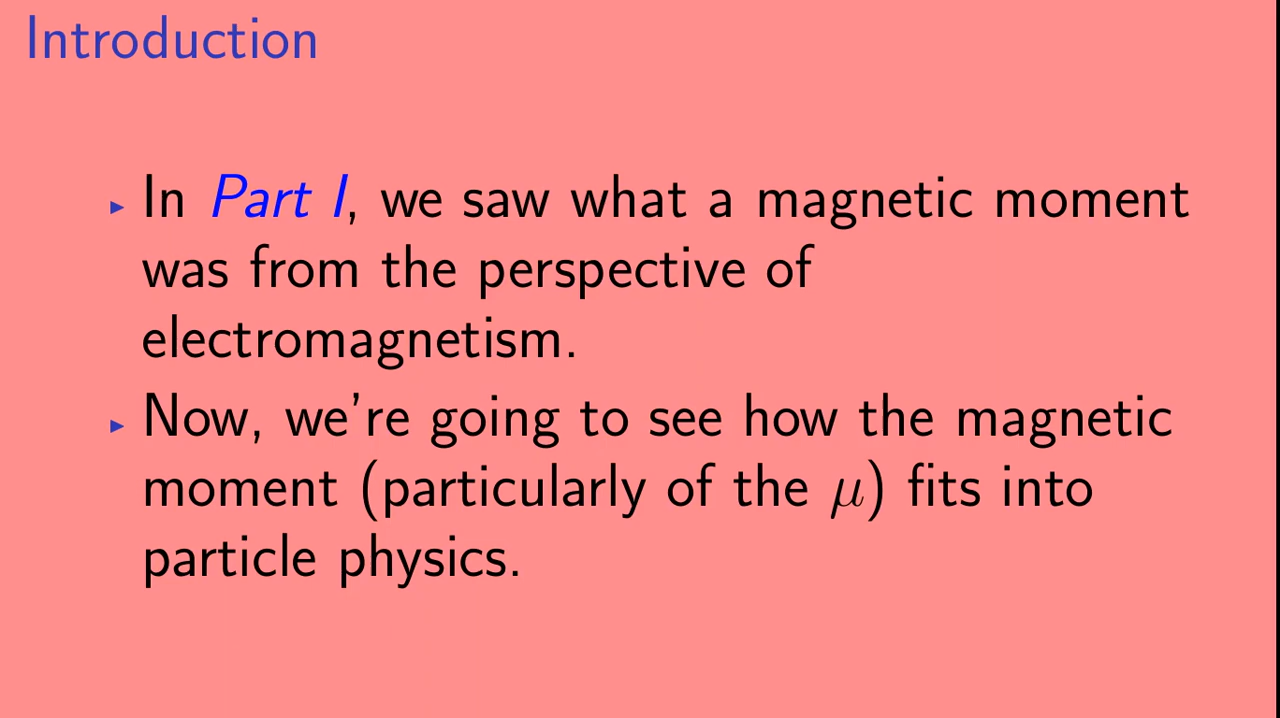 Introduction
In Part I, we saw what a magnetic moment
was from the perspective of
electromagnetism.
Now, we're going to see how the magnetic
moment (particularly of the μ) fits into
particle physics.